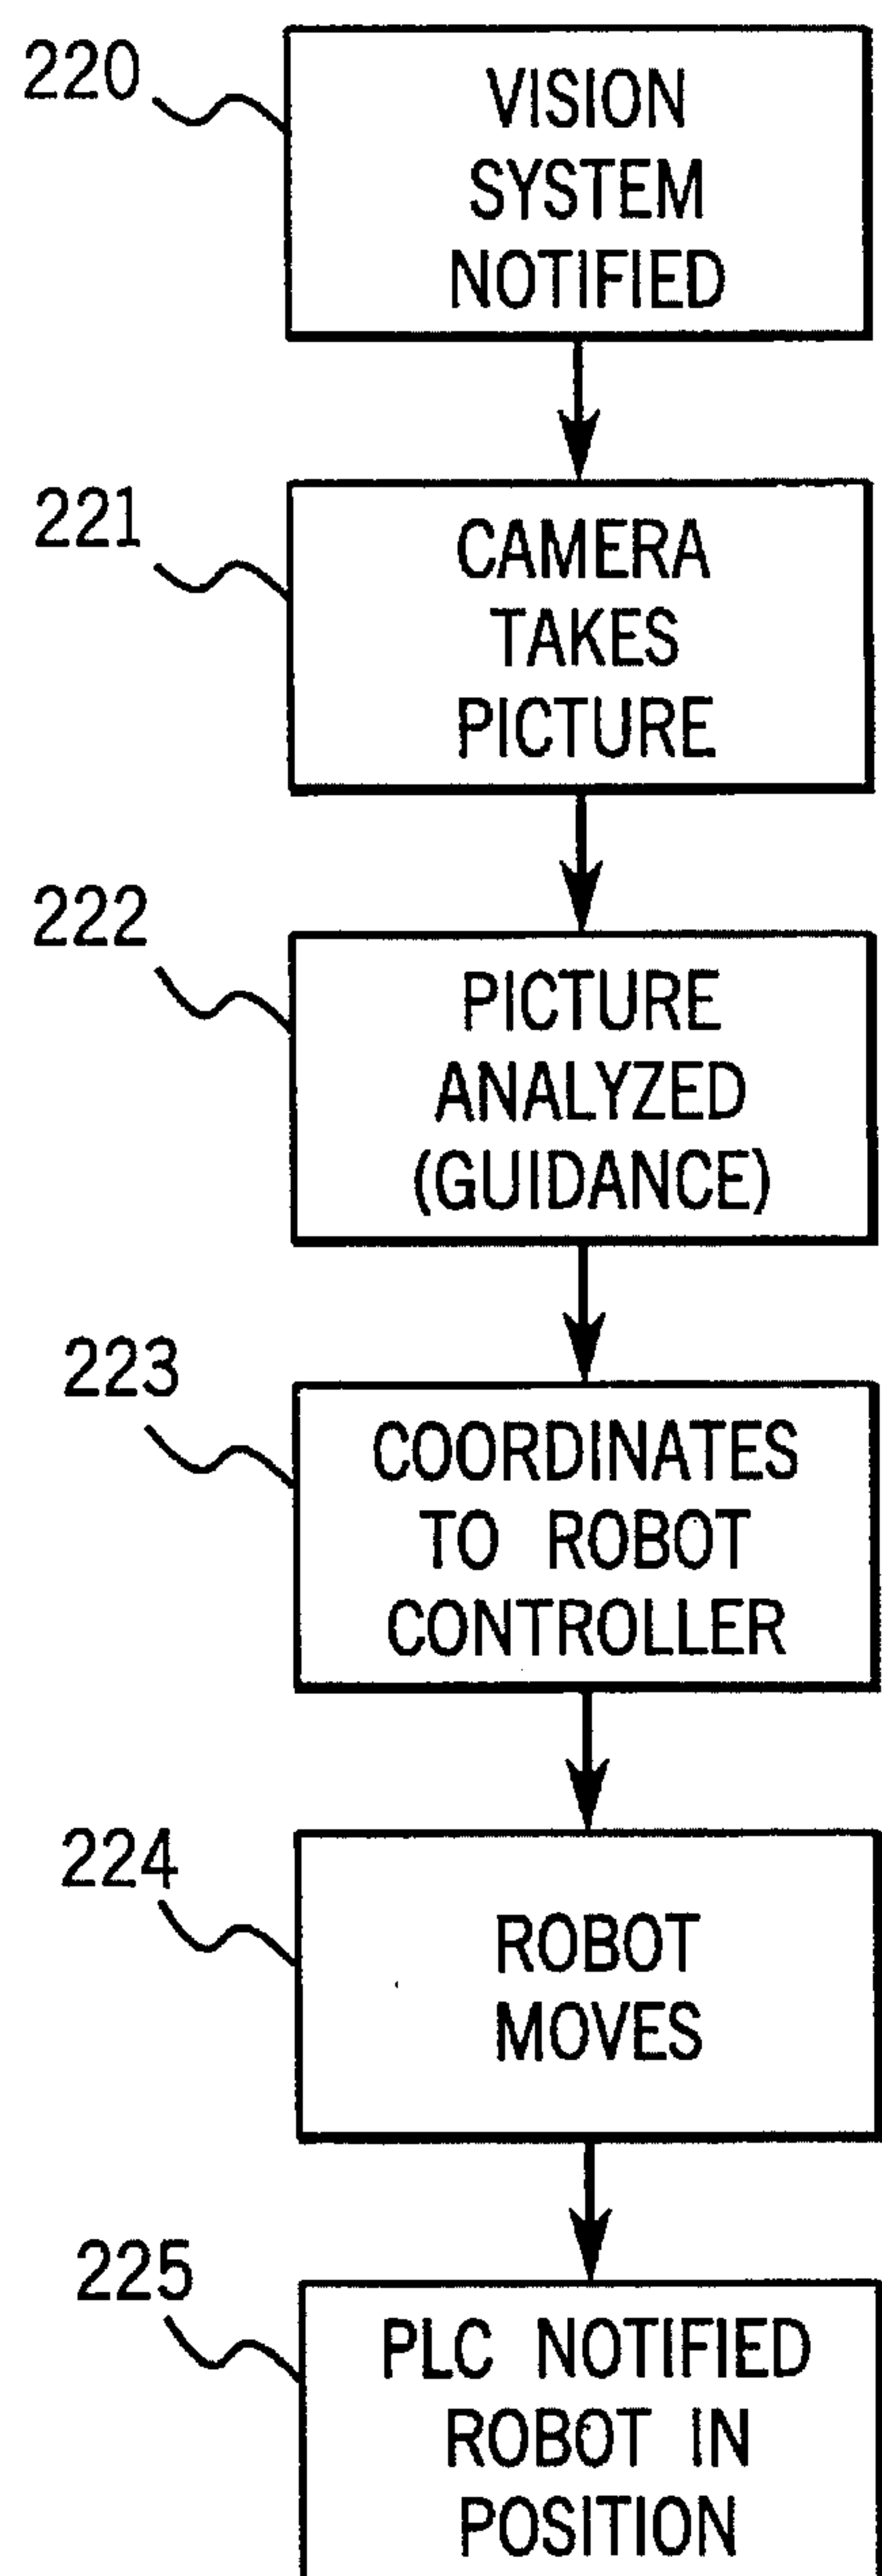 220
VISION
SYSTEM
NOTIFIED
221
CAMERA
TAKES
PICTURE
222
PICTURE
ANALYZED
(GUIDANCE)
223
COORDINATES
TO ROBOT
CONTROLLER
224
ROBOT
MOVES
225
PLC NOTIFIED
ROBOT IN
POSITION